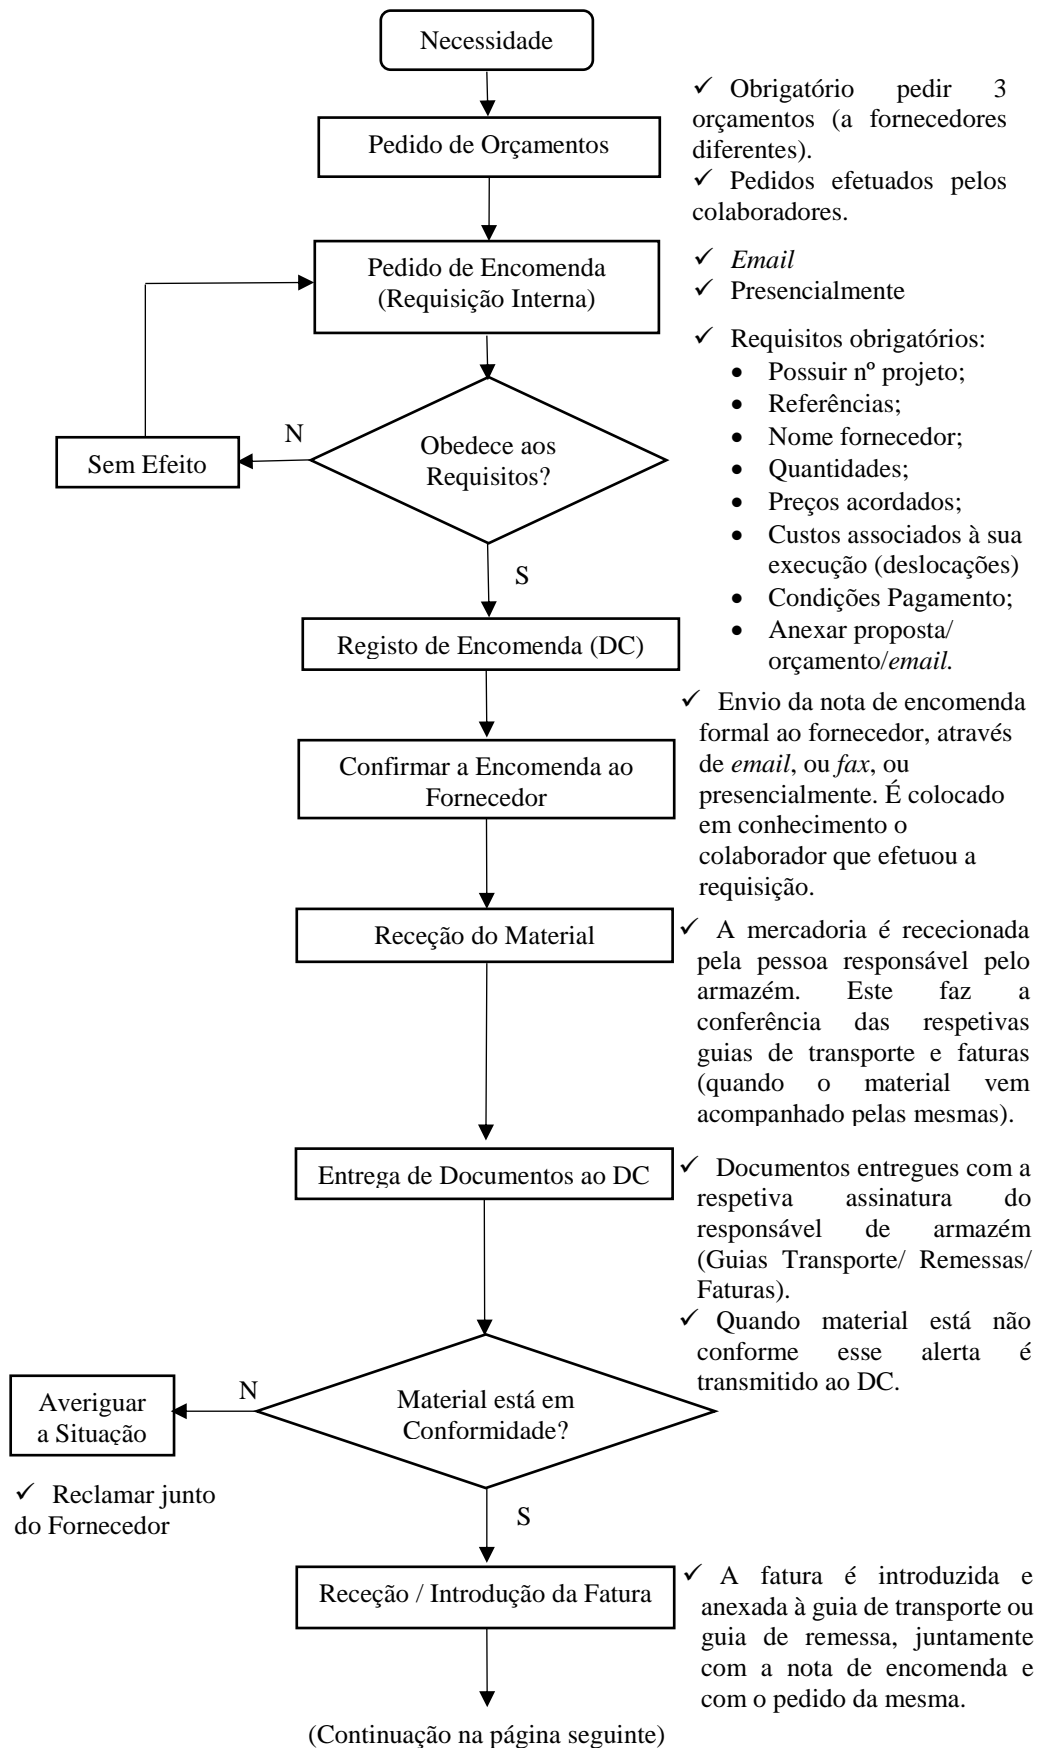 Necessidade
✓ Obrigatório pedir 3
orçamentos (a fornecedores
diferentes).
✓ Pedidos efetuados pelos
colaboradores.
Pedido de Orçamentos
Pedido de Encomenda
(Requisição Interna)
✓ Email
✓ Presencialmente
✓ Requisitos obrigatórios:
• Possuir nº projeto;
• Referências;
• Nome fornecedor;
• Quantidades;
• Preços acordados;
• Custos associados à sua
execução (deslocações)
• Condições Pagamento;
• Anexar proposta/
orçamento/email.
Obedece aos
Requisitos?
N
Sem Efeito
S
Registo de Encomenda (DC)
Confirmar a Encomenda ao
Fornecedor
✓ Envio da nota de encomenda
formal ao fornecedor, através
de email, ou fax, ou
presencialmente. É colocado
em conhecimento o
colaborador que efetuou a
requisição.
Receção do Material
✓ A mercadoria é rececionada
pela pessoa responsável pelo
armazém. Este faz a
conferência das respetivas
guias de transporte e faturas
(quando o material vem
acompanhado pelas mesmas).
Entrega de Documentos ao DC
✓ Documentos entregues com a
respetiva assinatura do
responsável de armazém
(Guias Transporte/ Remessas/
Faturas).
✓ Quando material está não
conforme esse alerta é
transmitido ao DC.
Material está em
Conformidade?
N
Averiguar
a Situação
✓ Reclamar junto
do Fornecedor
S
Receção / Introdução da Fatura
✓ A fatura é introduzida e
anexada à guia de transporte ou
guia de remessa, juntamente
com a nota de encomenda e
com o pedido da mesma.
(Continuação na página seguinte)